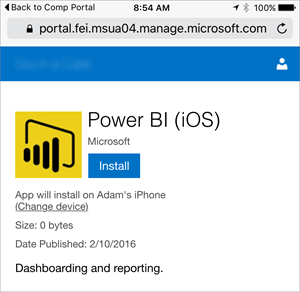 Back to Comp Portal 8:54 AM 100%
portal.fei.msua04.manage.microsoft.com
Power BI (iOS)
Microsoft
Install
App will install on Adam's iPhone
(Change device)
Size: 0 bytes
Date Published: 2/10/2016
Dashboarding and reporting.